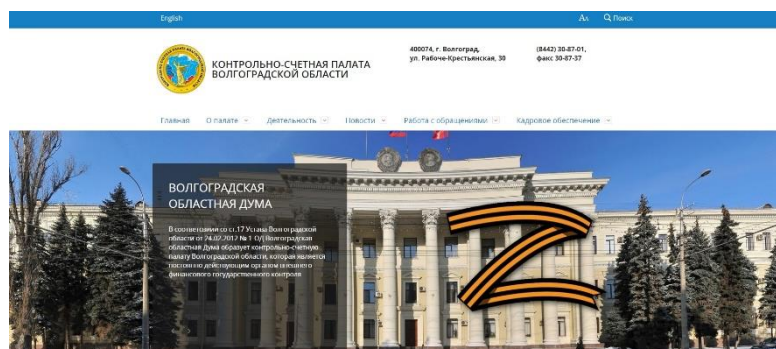 English
Aa Поиск
КОНТРОЛЬНО-СЧЕТНАЯ ПАЛАТА
ВОЛГОГРАДСКОЙ ОБЛАСТИ
400074, г. Волгоград,
ул. Рабоче-Крестьянская, 30
(8442) 30-87-01,
факс 30-87-37
Главная О палате Деятельность Новости Работа с обращениями Кадровое обеспечение
ВОЛГОГРАДСКАЯ
ОБЛАСТНАЯ ДУМА
В соответствии со ст.17 Устава Волгоградской
области от 24.02.2012 № 1-ОД Волгоградская
областная Дума образует контрольно-счетную
палату Волгоградской области, которая является
постоянно действующим органом внешнего
финансового государственного контроля
Z